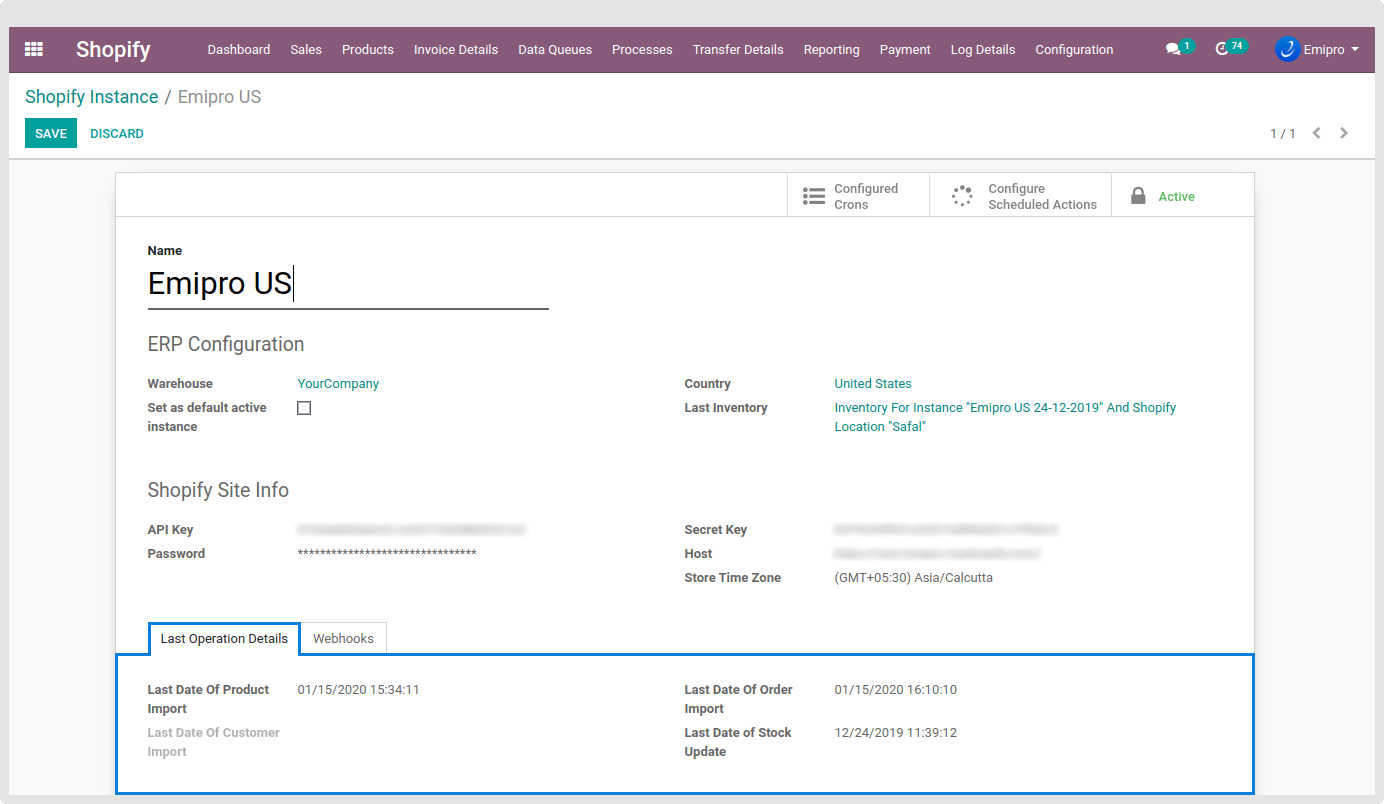 Shopify Dashboard Sales Products Invoice Details Data Queues Processes Transfer Details Reporting Payment Log Details Configuration 1 74 Emipro
Shopify Instance / Emipro US
SAVE DISCARD 1 / 1
Configured Crons
Configure Scheduled Actions
Active
Name
Emipro US
ERP Configuration
Warehouse YourCompany
Set as default active
instance
Country United States
Last Inventory Inventory For Instance "Emipro US 24-12-2019" And Shopify
Location "Safal"
Shopify Site Info
API Key
Password ********************************
Secret Key
Host
Store Time Zone (GMT+05:30) Asia/Calcutta
Last Operation Details Webhooks
Last Date Of Product 01/15/2020 15:34:11
Import
Last Date Of Customer
Import
Last Date Of Order 01/15/2020 16:10:10
Import
Last Date of Stock 12/24/2019 11:39:12
Update